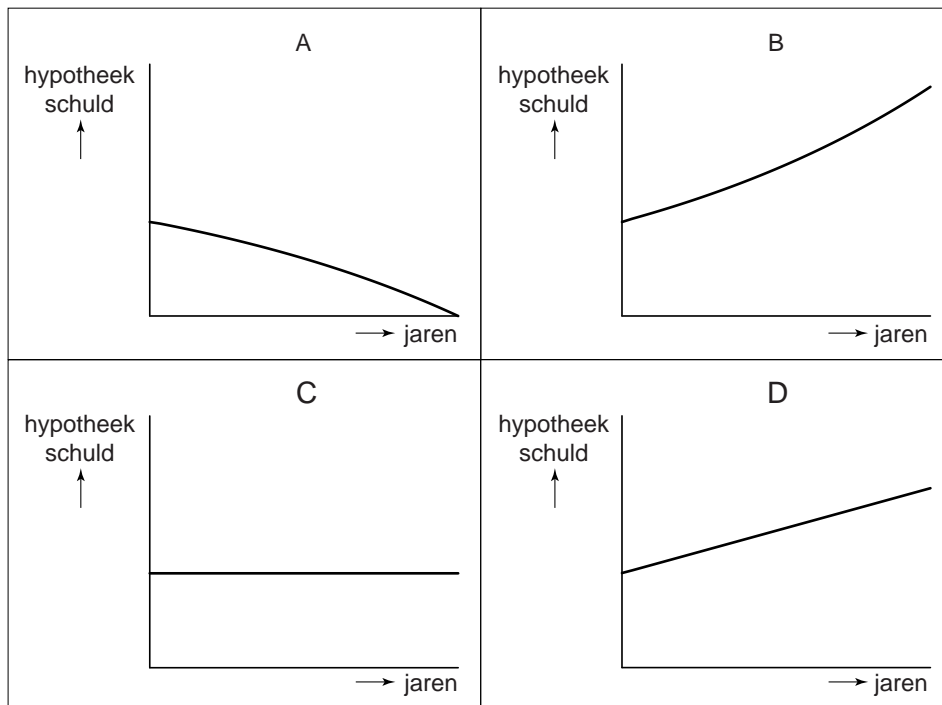 A
hypotheek
schuld
jaren
B
hypotheek
schuld
jaren
C
hypotheek
schuld
jaren
D
hypotheek
schuld
jaren